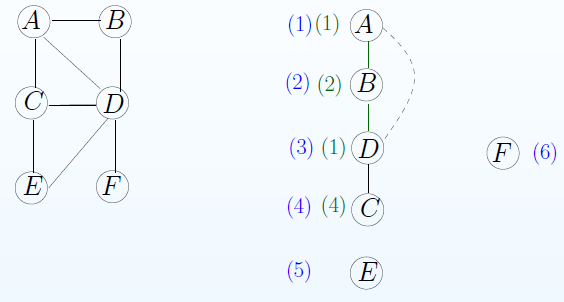 A B
C D
E F
(1) (1) A
(2) (2) B
(3) (1) D
(4) (4) C
(5) E
F (6)